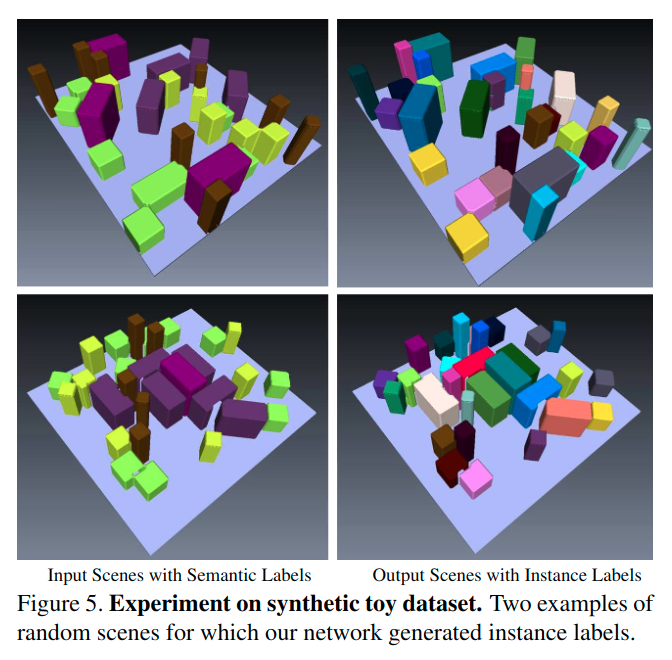 Input Scenes with Semantic Labels
Output Scenes with Instance Labels
Figure 5. Experiment on synthetic toy dataset. Two examples of
random scenes for which our network generated instance labels.